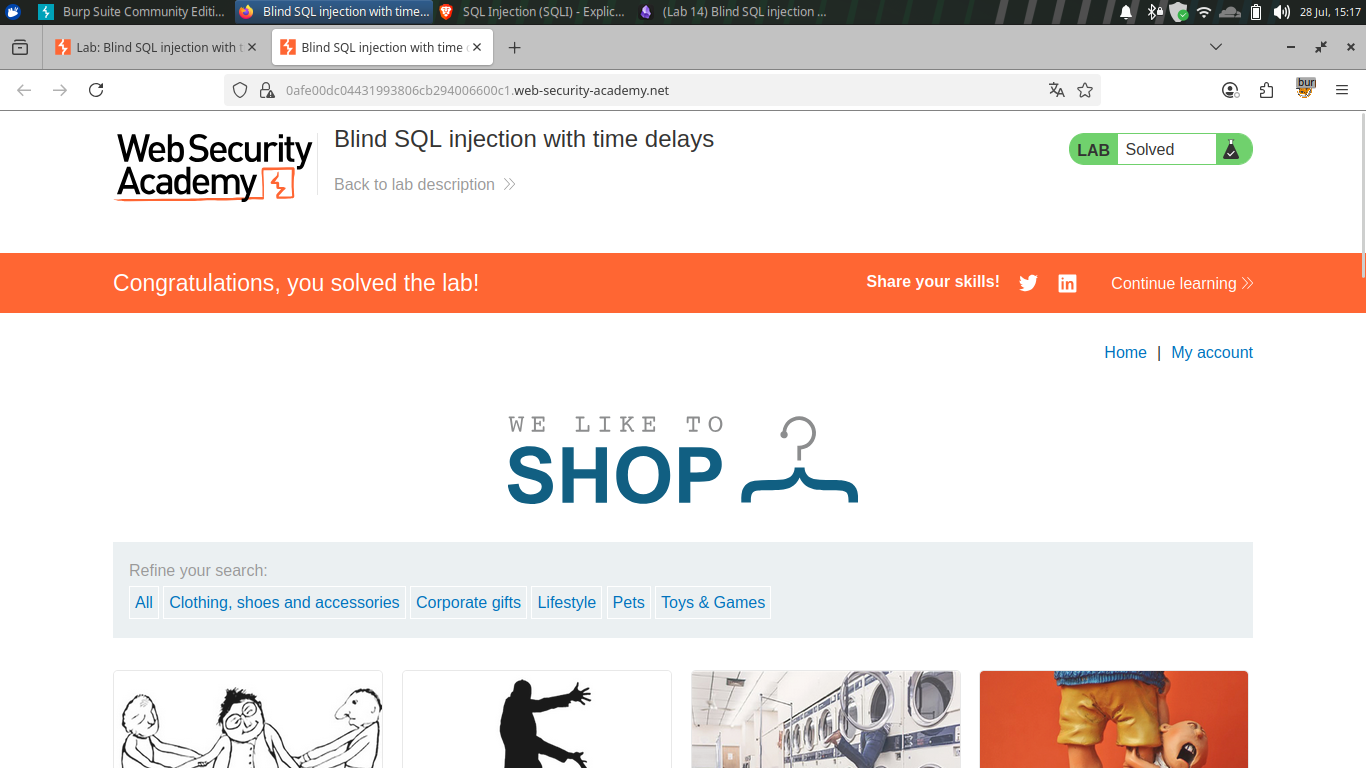 Burp Suite Community Editi...
Blind SQL injection with time...
SQL Injection (SQLI) - Explic...
(Lab 14) Blind SQL injection ...
28 Jul, 15:17
Lab: Blind SQL injection with t
Blind SQL injection with time
0afe00dc04431993806cb294006600c1.web-security-academy.net
bur
Web Security
Academy
Blind SQL injection with time delays
Back to lab description
LAB
Solved
Congratulations, you solved the lab!
Share your skills!
Continue learning
Home | My account
WE LIKE TO
SHOP
Refine your search:
All
Clothing, shoes and accessories
Corporate gifts
Lifestyle
Pets
Toys & Games